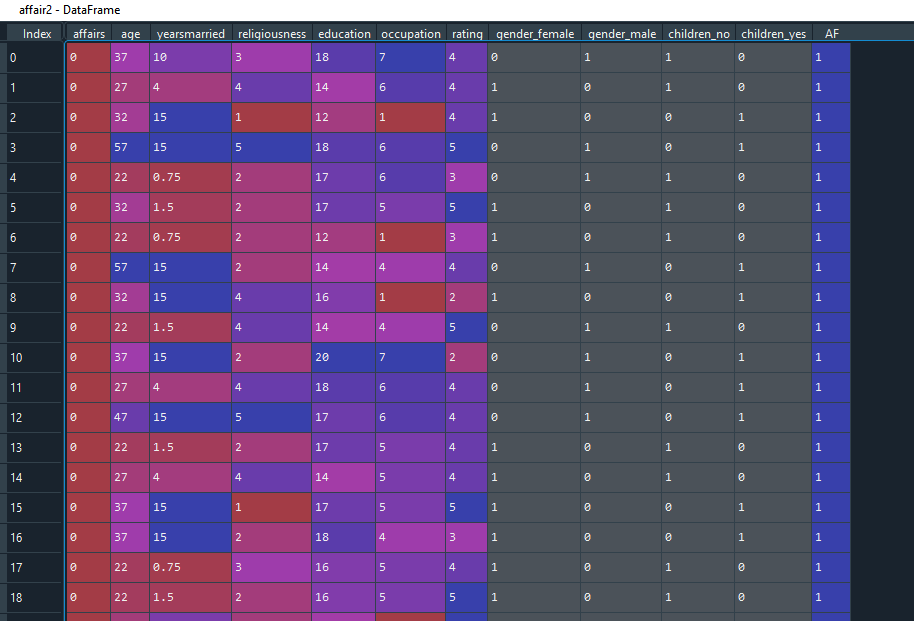 affair2 - DataFrame
Index affairs age yearsmarried religiousness education occupation rating gender_female gender_male children_no children_yes AF
0 0 37 10 3 18 7 4 0 1 1 0 1
1 0 27 4 4 14 6 4 1 0 1 0 1
2 0 32 15 1 12 1 4 1 0 0 1 1
3 0 57 15 5 18 6 5 0 1 0 1 1
4 0 22 0.75 2 17 6 3 0 1 1 0 1
5 0 32 1.5 2 17 5 5 1 0 1 0 1
6 0 22 0.75 2 12 1 3 1 0 1 0 1
7 0 57 15 2 14 4 4 0 1 0 1 1
8 0 32 15 4 16 1 2 1 0 0 1 1
9 0 22 1.5 4 14 4 5 0 1 1 0 1
10 0 37 15 2 20 7 2 0 1 0 1 1
11 0 27 4 4 18 6 4 0 1 0 1 1
12 0 47 15 5 17 6 4 0 1 0 1 1
13 0 22 1.5 2 17 5 4 1 0 1 0 1
14 0 27 4 4 14 5 4 1 0 1 0 1
15 0 37 15 1 17 5 5 1 0 0 1 1
16 0 37 15 2 18 4 3 1 0 0 1 1
17 0 22 0.75 3 16 5 4 1 0 1 0 1
18 0 22 1.5 2 16 5 5 1 0 1 0 1